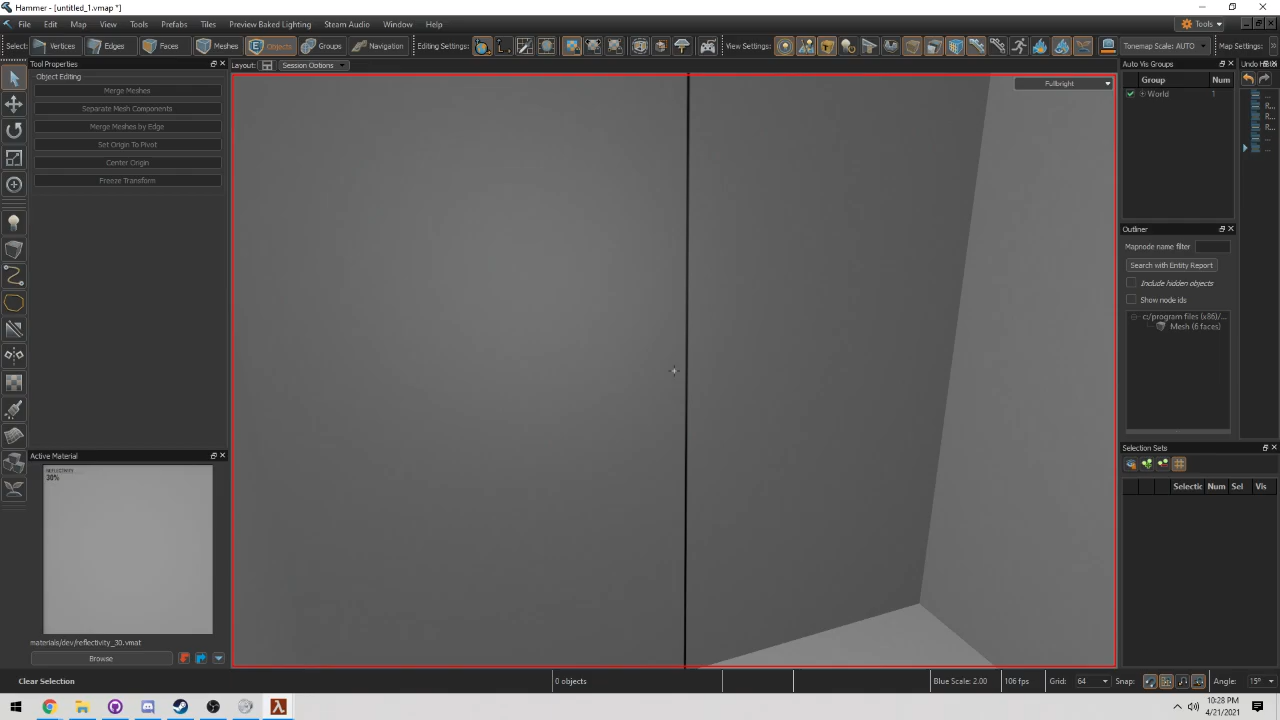 Hammer - [untitled_1.vmap *]
File Edit Map View Tools Prefabs Tiles Preview Baked Lighting Steam Audio Window Help
Tools
Select: Vertices Edges Faces Meshes Objects Groups Navigation Editing Settings: View Settings: Tonemap Scale: AUTO Map Settings:
Tool Properties
Layout: Session Options
Auto Vis Groups
Undo
Object Editing
Merge Meshes
Separate Mesh Components
Merge Meshes by Edge
Set Origin To Pivot
Center Origin
Freeze Transform
Fullbright
Group Num
World 1
...
R...
R...
R...
...
...
Outliner
Mapnode name filter
Search with Entity Report
Include hidden objects
Show node ids
c:/program files (x86)/...
Mesh (6 faces)
Selection Sets
Selectic Num Sel Vis
Active Material
REFLECTIVITY
30%
materials/dev/reflectivity_30.vmat
Browse
Clear Selection
0 objects
Blue Scale: 2.00
106 fps
Grid: 64
Snap:
Angle: 15°
10:28 PM
4/21/2021